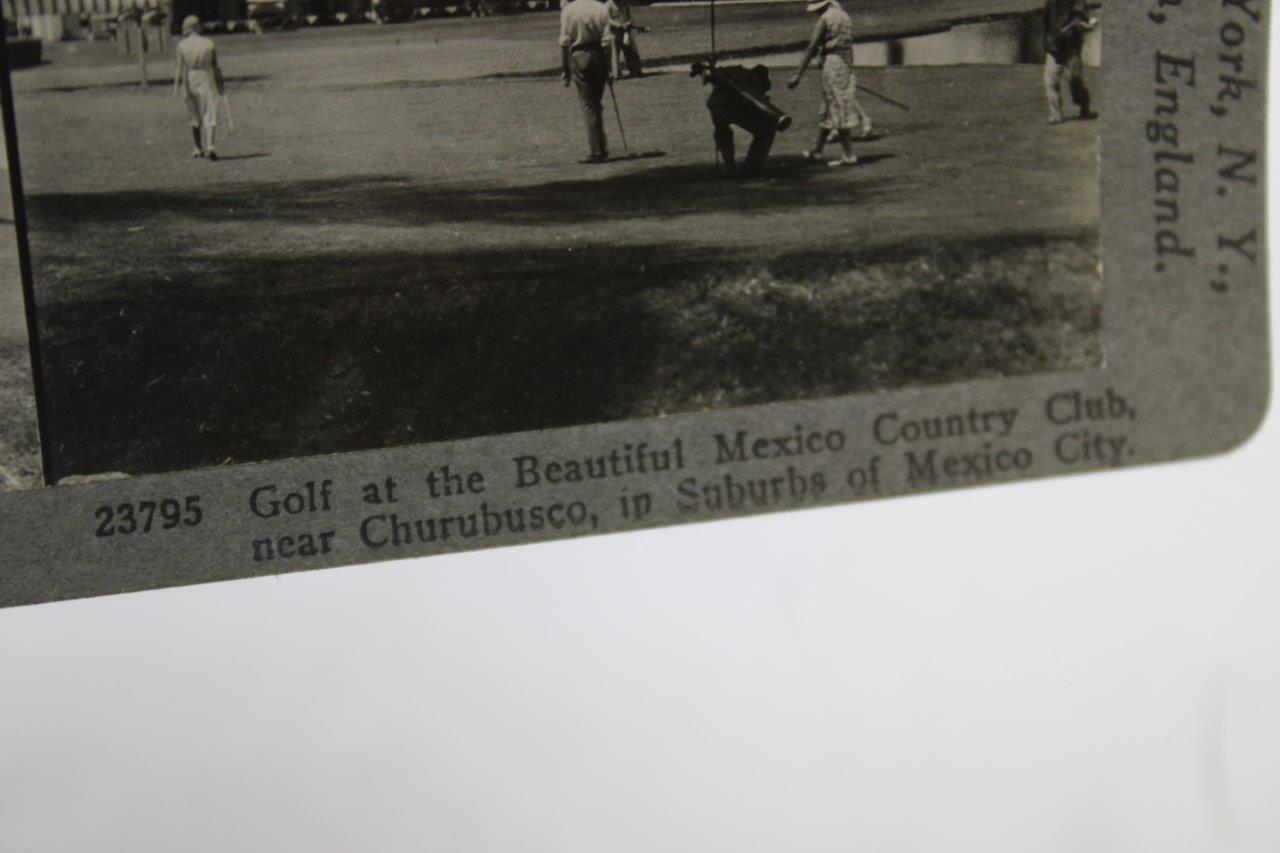 23795 Golf at the Beautiful Mexico Country Club,
near Churubusco, in Suburbs of Mexico City.
York, N. Y.,
England.